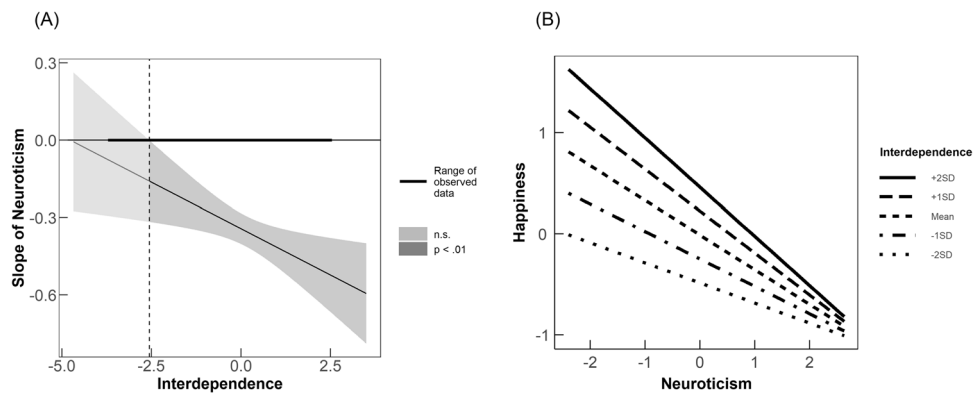 (A)
0.3
0.0
-0.3
-0.6
Slope of Neuroticism
-5.0
-2.5
0.0
2.5
Interdependence
Range of
observed
data
n.s.
p < .01
(B)
1
0
-1
Happiness
-2
-1
0
1
2
Neuroticism
Interdependence
+2SD
+1SD
Mean
-1SD
-2SD